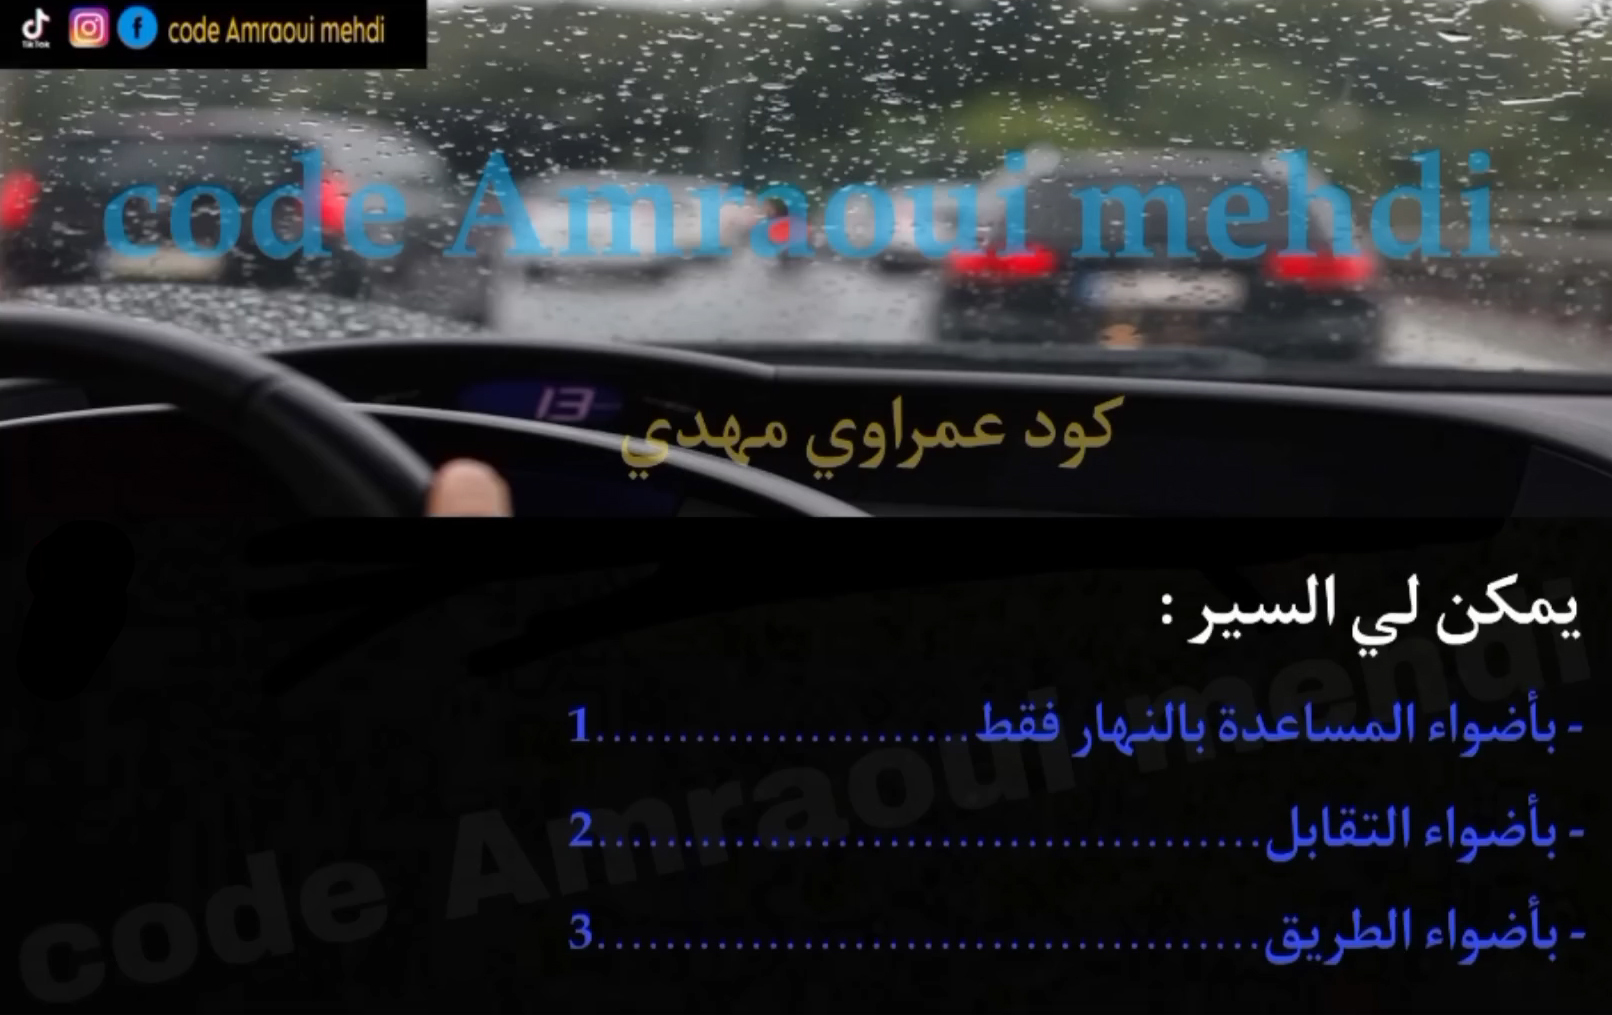 code Amraoui mehdi
code Amraoui mehdi
13
كود عمراوي مهدي
يمكن لي السير :
- بأضواء المساعدة بالنهار فقط......................1
- بأضواء التقابل.......................................2
- بأضواء الطريق.......................................3
code Amraoui mehdi